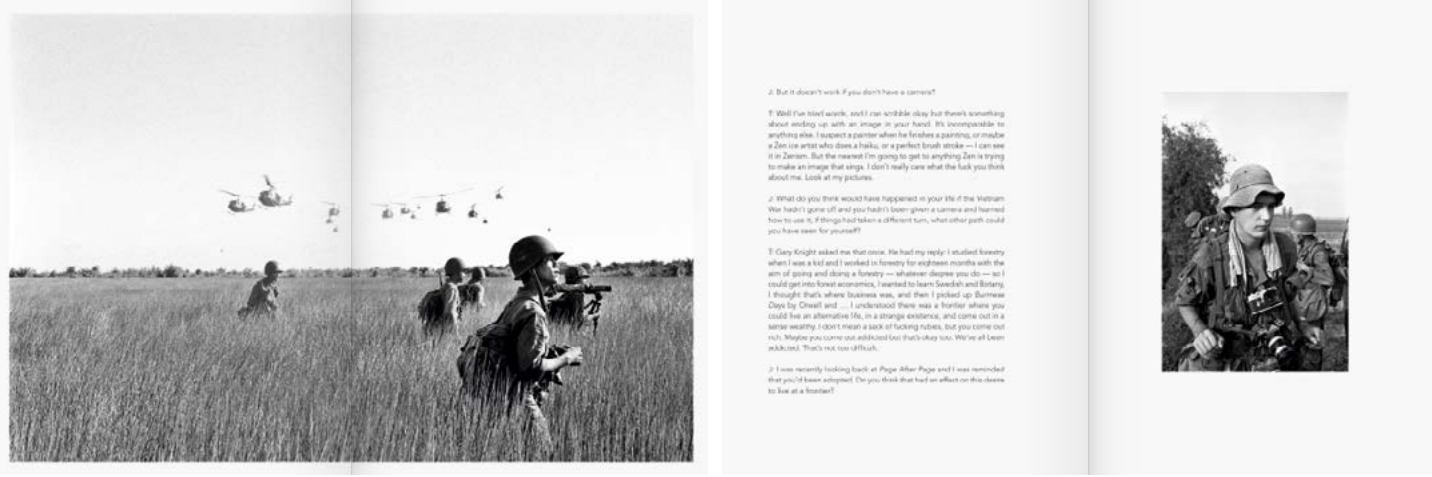 J: But it doesn't work if you don't have a camera?
T: Well I've tried words, and I can scribble okay but there's something
about ending up with an image in your hand. It's incomparable to
anything else. I suspect a painter when he finishes a painting, or maybe
a Zen ice artist who does a haiku, or a perfect brush stroke — I can see
it in Zenism. But the nearest I'm going to get to anything Zen is trying
to make an image that sings. I don't really care what the fuck you think
about me. Look at my pictures.
J: What do you think would have happened in your life if the Vietnam
War hadn't gone off and you hadn't been given a camera and learned
how to use it, if things had taken a different turn, what other path could
you have seen for yourself?
T: Gary Knight asked me that once. He had my reply: I studied forestry
when I was a kid and I worked in forestry for eighteen months with the
aim of going and doing a forestry — whatever degree you do — so I
could get into forest economics, I wanted to learn Swedish and Botany,
I thought that's where business was, and then I picked up Burmese
Days by Orwell and ... I understood there was a frontier where you
could live an alternative life, in a strange existence, and come out in a
sense wealthy. I don't mean a sack of fucking rubies, but you come out
rich. Maybe you come out addicted but that's okay too. We've all been
addicted. That's not too difficult.
J: I was recently looking back at Page After Page and I was reminded
that you'd been adopted. Do you think that had an effect on this desire
to live at a frontier?